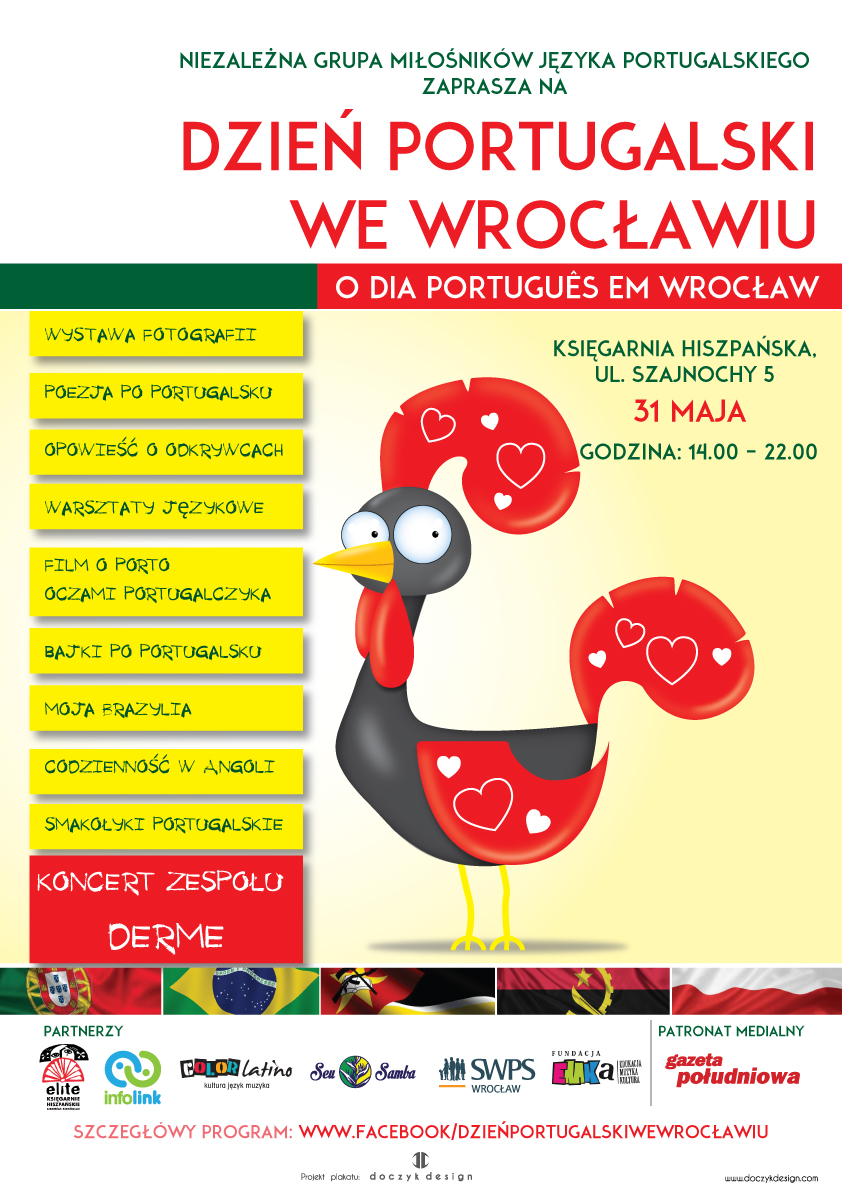 NIEZALEŻNA GRUPA MIŁOŚNIKÓW JĘZYKA PORTUGALSKIEGO
ZAPRASZA NA
DZIEŃ PORTUGALSKI
WE WROCŁAWIU
O DIA PORTUGUÊS EM WROCŁAW
WYSTAWA FOTOGRAFII
POEZJA PO PORTUGALSKU
OPOWIEŚĆ O ODKRYWCACH
WARSZTATY JĘZYKOWE
FILM O PORTO
OCZAMI PORTUGALCZYKA
BAJKI PO PORTUGALSKU
MOJA BRAZYLIA
CODZIENNOŚĆ W ANGOLI
SMAKOŁYKI PORTUGALSKIE
KONCERT ZESPOŁU
DERME
KSIĘGARNIA HISZPAŃSKA,
UL. SZAJNOCHY 5
31 MAJA
GODZINA: 14.00 - 22.00
PARTNERZY
elite
KSIĘGARNIE
HISZPAŃSKIE
infolink
COLOR latino
kultura język muzyka
Seu Samba
SWPS
WROCŁAW
FUNDACJA
EMKA
EDUKACJA
MUZYKA
KULTURA
PATRONAT MEDIALNY
gazeta
południowa
SZCZEGŁÓWY PROGRAM: WWW.FACEBOOK/DZIEŃPORTUGALSKIWEWROCŁAWIU
Projekt plakatu: doczyk design
www.doczykdesign.com